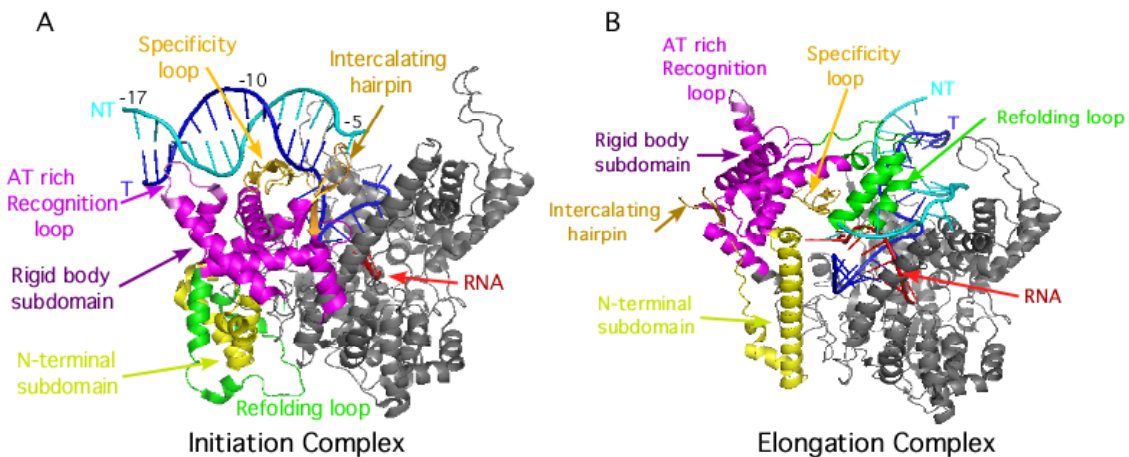 A
Specificity
loop
Intercalating
hairpin
-10
-17
NT
-5
T
AT rich
Recognition
loop
Rigid body
subdomain
RNA
N-terminal
subdomain
Refolding loop
Initiation Complex
B
AT rich
Recognition
loop
Specificity
loop
NT
T
Refolding loop
Rigid body
subdomain
Intercalating
hairpin
N-terminal
subdomain
RNA
Elongation Complex